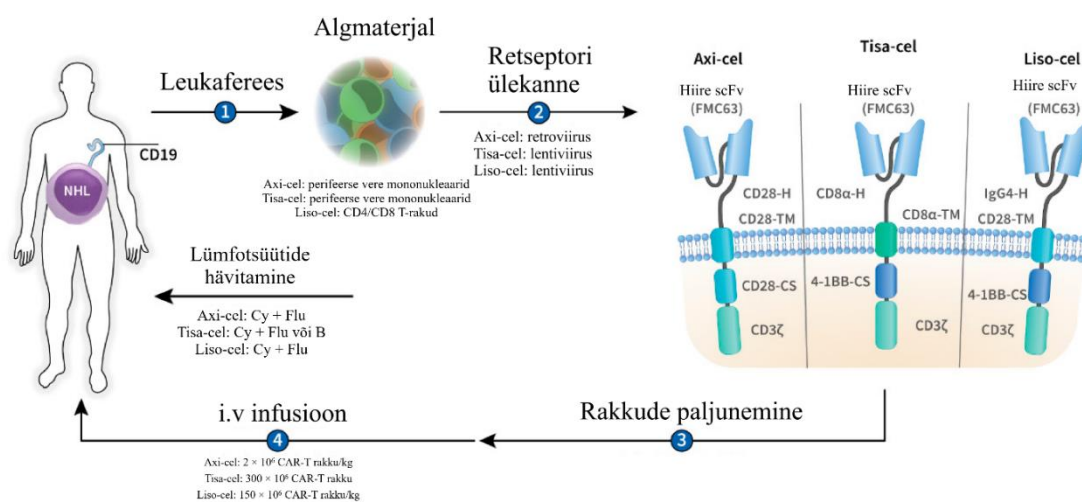 Leukaferees
1
CD19
NHL
Algmaterjal
Axi-cel: perifeerse vere mononukleaarid
Tisa-cel: perifeerse vere mononukleaarid
Liso-cel: CD4/CD8 T-rakud
Retseptori
ülekanne
2
Axi-cel: retroviirus
Tisa-cel: lentiviirus
Liso-cel: lentiviirus
Axi-cel
Hiire scFv
(FMC63)
CD28-H
CD28-TM
CD28-CS
CD3ζ
Tisa-cel
Hiire scFv
(FMC63)
CD8α-H
CD8α-TM
4-1BB-CS
CD3ζ
Liso-cel
Hiire scFv
(FMC63)
IgG4-H
CD28-TM
4-1BB-CS
CD3ζ
Lümfotsüütide
hävitamine
Axi-cel: Cy + Flu
Tisa-cel: Cy + Flu või B
Liso-cel: Cy + Flu
Rakkude paljunemine
3
i.v infusioon
4
Axi-cel: 2 × 10⁶ CAR-T rakku/kg
Tisa-cel: 300 × 10⁶ CAR-T rakku
Liso-cel: 150 × 10⁶ CAR-T rakku/kg